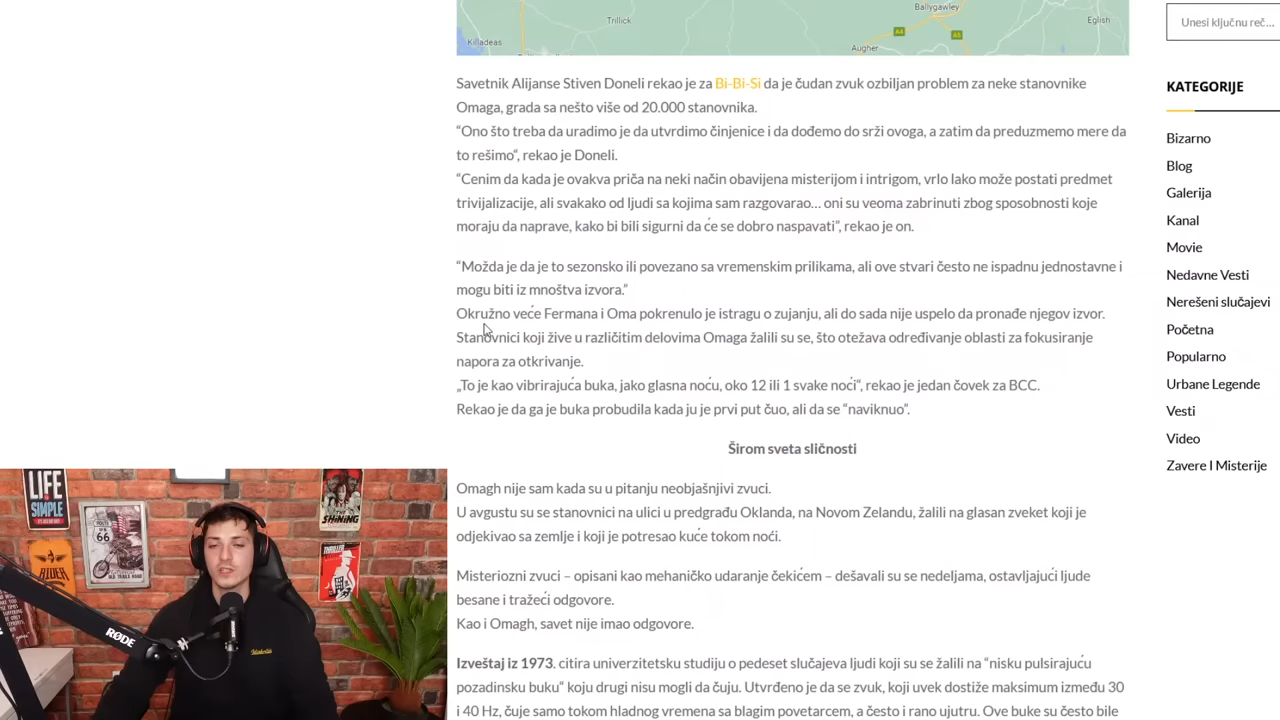 Trillick
Ballygawley
Eglish
Killadeas
A4
A5
Augher
Unesi ključnu reč...
Savetnik Alijanse Stiven Doneli rekao je za Bi-Bi-Si da je čudan zvuk ozbiljan problem za neke stanovnike
Omaga, grada sa nešto više od 20.000 stanovnika.
“Ono što treba da uradimo je da utvrdimo činjenice i da dođemo do srži ovoga, a zatim da preduzmemo mere da
to rešimo“, rekao je Doneli.
“Cenim da kada je ovakva priča na neki način obavijena misterijom i intrigom, vrlo lako može postati predmet
trivijalizacije, ali svakako od ljudi sa kojima sam razgovarao… oni su veoma zabrinuti zbog sposobnosti koje
moraju da naprave, kako bi bili sigurni da će se dobro naspavati”, rekao je on.
“Možda je da je to sezonsko ili povezano sa vremenskim prilikama, ali ove stvari često ne ispadnu jednostavne i
mogu biti iz mnoštva izvora.”
Okružno veće Fermana i Oma pokrenulo je istragu o zujanju, ali do sada nije uspelo da pronađe njegov izvor.
Stanovnici koji žive u različitim delovima Omaga žalili su se, što otežava određivanje oblasti za fokusiranje
napora za otkrivanje.
„To je kao vibrirajuća buka, jako glasna noću, oko 12 ili 1 svake noći“, rekao je jedan čovek za BCC.
Rekao je da ga je buka probudila kada ju je prvi put čuo, ali da se “naviknuo”.
Širom sveta sličnosti
Omagh nije sam kada su u pitanju neobjašnjivi zvuci.
U avgustu su se stanovnici na ulici u predgrađu Oklanda, na Novom Zelandu, žalili na glasan zveket koji je
odjekivao sa zemlje i koji je potresao kuće tokom noći.
Misteriozni zvuci – opisani kao mehaničko udaranje čekićem – dešavali su se nedeljama, ostavljajući ljude
besane i tražeći odgovore.
Kao i Omagh, savet nije imao odgovore.
Izveštaj iz 1973. citira univerzitetsku studiju o pedeset slučajeva ljudi koji su se žalili na “nisku pulsirajuću
pozadinsku buku“ koju drugi nisu mogli da čuju. Utvrđeno je da se zvuk, koji uvek dostiže maksimum između 30
i 40 Hz, čuje samo tokom hladnog vremena sa blagim povetarcem, a često i rano ujutru. Ove buke su često bile
KATEGORIJE
Bizarno
Blog
Galerija
Kanal
Movie
Nedavne Vesti
Nerešeni slučajevi
Početna
Popularno
Urbane Legende
Vesti
Video
Zavere I Misterije
LIFE
SIMPLE
ROUTE
66
RIDER
The
SHiNiNG
THRILLER
RØDE